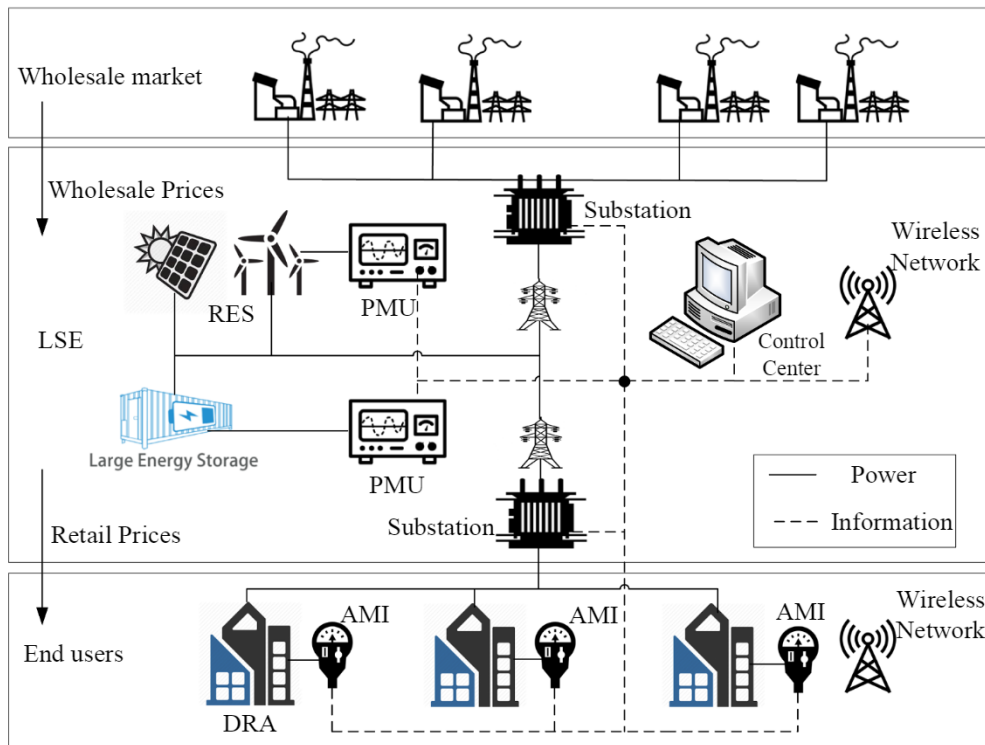 Wholesale market
Wholesale Prices
Substation
Wireless
Network
RES
PMU
LSE
Control
Center
Large Energy Storage
PMU
Power
Substation
Information
Retail Prices
AMI
AMI
AMI
Wireless
Network
End users
DRA